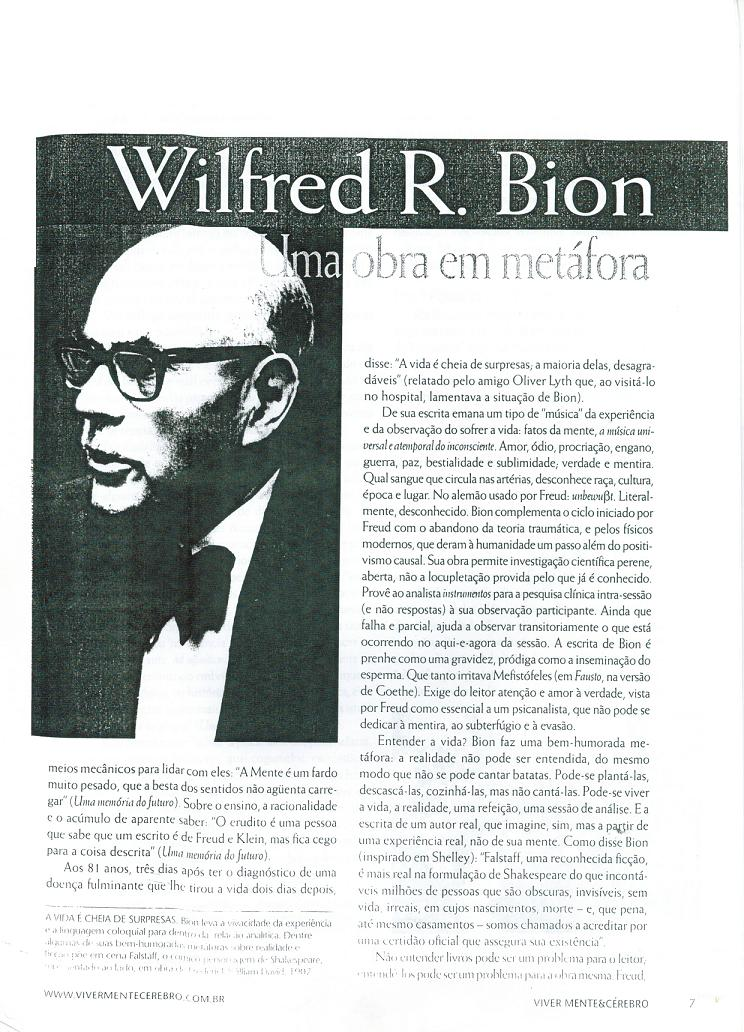 Wilfred R. Bion
Uma obra em metáfora
meios mecânicos para lidar com eles: "A Mente é um fardo
muito pesado, que a besta dos sentidos não agüenta carre-
gar" (Uma memória do futuro). Sobre o ensino, a racionalidade
e o acúmulo de aparente saber: "O erudito é uma pessoa
que sabe que um escrito é de Freud e Klein, mas fica cego
para a coisa descrita" (Uma memória do futuro).
Aos 81 anos, três dias após ter o diagnóstico de uma
doença fulminante que lhe tirou a vida dois dias depois,
disse: "A vida é cheia de surpresas; a maioria delas, desagra-
dáveis" (relatado pelo amigo Oliver Lyth que, ao visitá-lo
no hospital, lamentava a situação de Bion).
De sua escrita emana um tipo de "música" da experiência
e da observação do sofrer a vida: fatos da mente, a música uni-
versal e atemporal do inconsciente. Amor, ódio, procriação, engano,
guerra, paz, bestialidade e sublimidade; verdade e mentira.
Qual sangue que circula nas artérias, desconhece raça, cultura,
época e lugar. No alemão usado por Freud: unbewußt. Literal-
mente, desconhecido. Bion complementa o ciclo iniciado por
Freud com o abandono da teoria traumática, e pelos físicos
modernos, que deram à humanidade um passo além do positi-
vismo causal. Sua obra permite investigação científica perene,
aberta, não a locupletação provida pelo que já é conhecido.
Provê ao analista instrumentos para a pesquisa clínica intra-sessão
(e não respostas) à sua observação participante. Ainda que
falha e parcial, ajuda a observar transitoriamente o que está
ocorrendo no aqui-e-agora da sessão. A escrita de Bion é
prenhe como uma gravidez, pródiga como a inseminação do
esperma. Que tanto irritava Mefistófeles (em Fausto, na versão
de Goethe). Exige do leitor atenção e amor à verdade, vista
por Freud como essencial a um psicanalista, que não pode se
dedicar à mentira, ao subterfúgio e à evasão.
Entender a vida? Bion faz uma bem-humorada me-
táfora: a realidade não pode ser entendida, do mesmo
modo que não se pode cantar batatas. Pode-se plantá-las,
descascá-las, cozinhá-las, mas não cantá-las. Pode-se viver
a vida, a realidade, uma refeição, uma sessão de análise. E a
escrita de um autor real, que imagine, sim, mas a partir de
uma experiência real, não de sua mente. Como disse Bion
(inspirado em Shelley): "Falstaff, uma reconhecida ficção,
é mais real na formulação de Shakespeare do que incontá-
veis milhões de pessoas que são obscuras, invisíveis, sem
vida, irreais, em cujos nascimentos, morte – e, que pena,
até mesmo casamentos – somos chamados a acreditar por
uma certidão oficial que assegura sua existência".
Não entender livros pode ser um problema para o leitor;
entendê-los pode ser um problema para a obra mesma. Freud,
A VIDA É CHEIA DE SURPRESAS. Bion leva a vivacidade da experiência
e a linguagem coloquial para dentro da relação analítica. Dentre
algumas de suas bem-humoradas metáforas sobre realidade e
ficção põe em cena Falstaff, o cômico personagem de Shakespeare,
ao lado, em obra de William David, 1907
WWW.VIVERMENTECEREBRO.COM.BR
VIVER MENTE&CÉREBRO 7